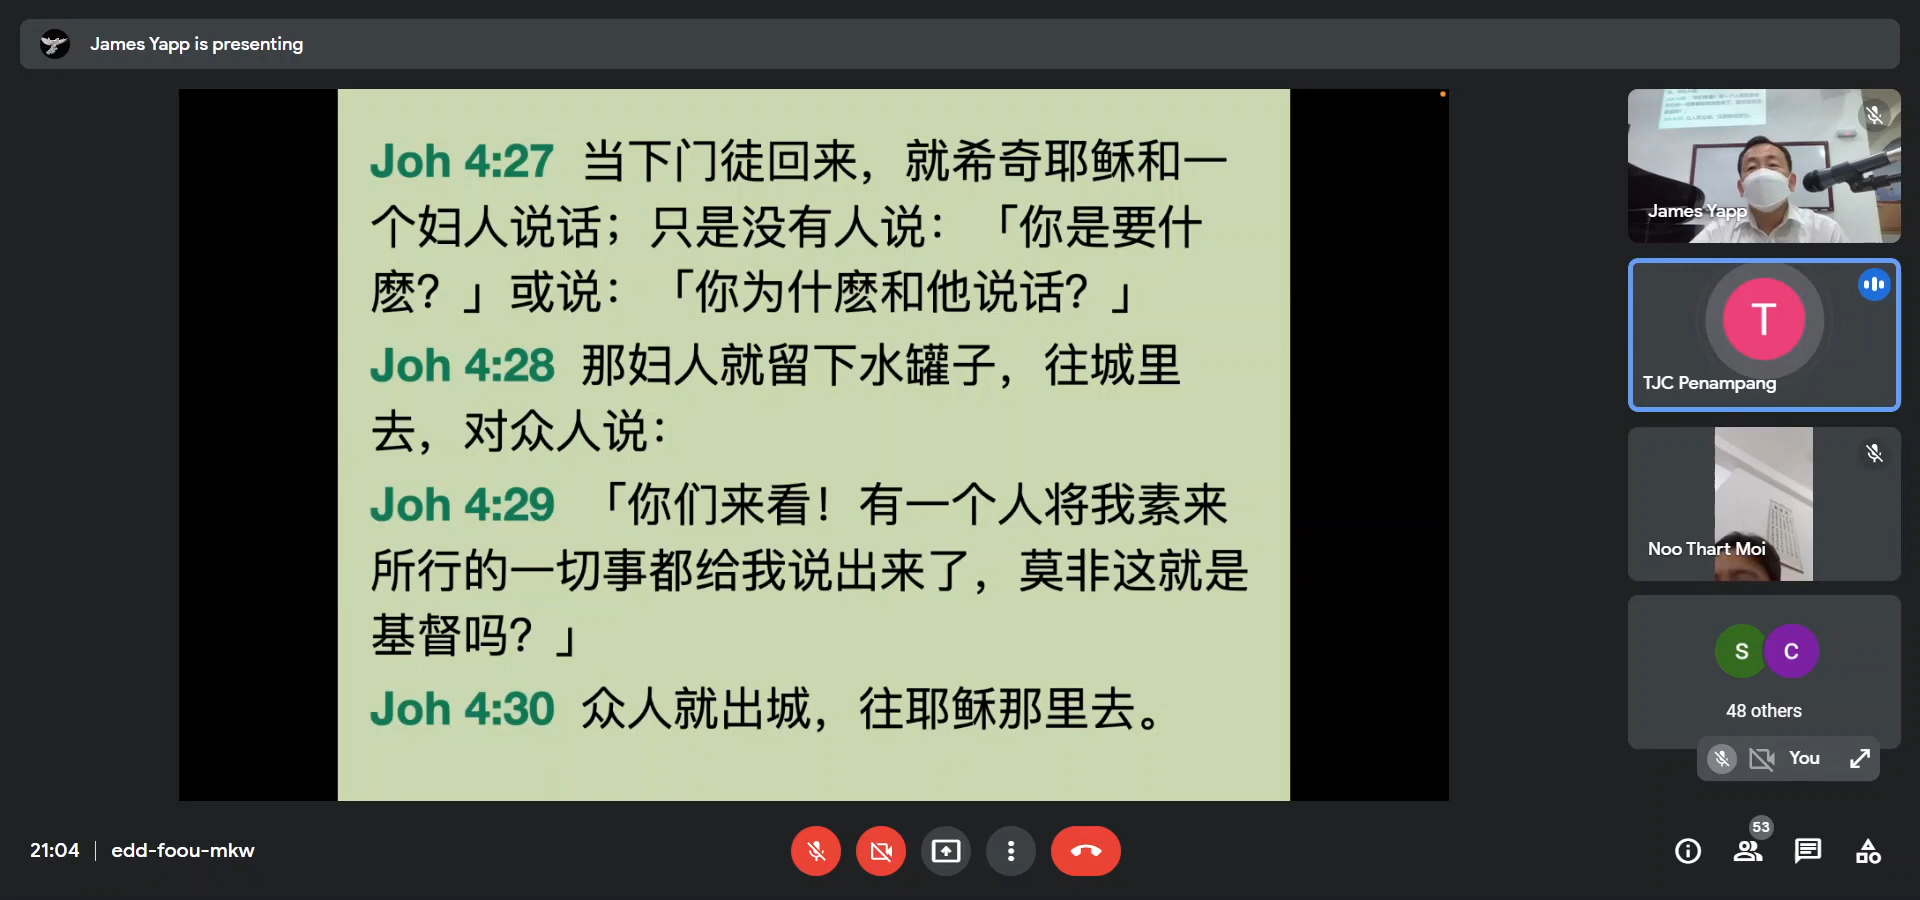 James Yapp is presenting
Joh 4:27 当下门徒回来，就希奇耶稣和一
个妇人说话；只是没有人说：「你是要什
麽？」或说：「你为什麽和他说话？」
Joh 4:28 那妇人就留下水罐子，往城里
去，对众人说：
Joh 4:29 「你们来看！有一个人将我素来
所行的一切事都给我说出来了，莫非这就是
基督吗？」
Joh 4:30 众人就出城，往耶稣那里去。
James Yapp
T
TJC Penampang
Noo Thart Moi
S C
48 others
You
21:04 | edd-foou-mkw
53